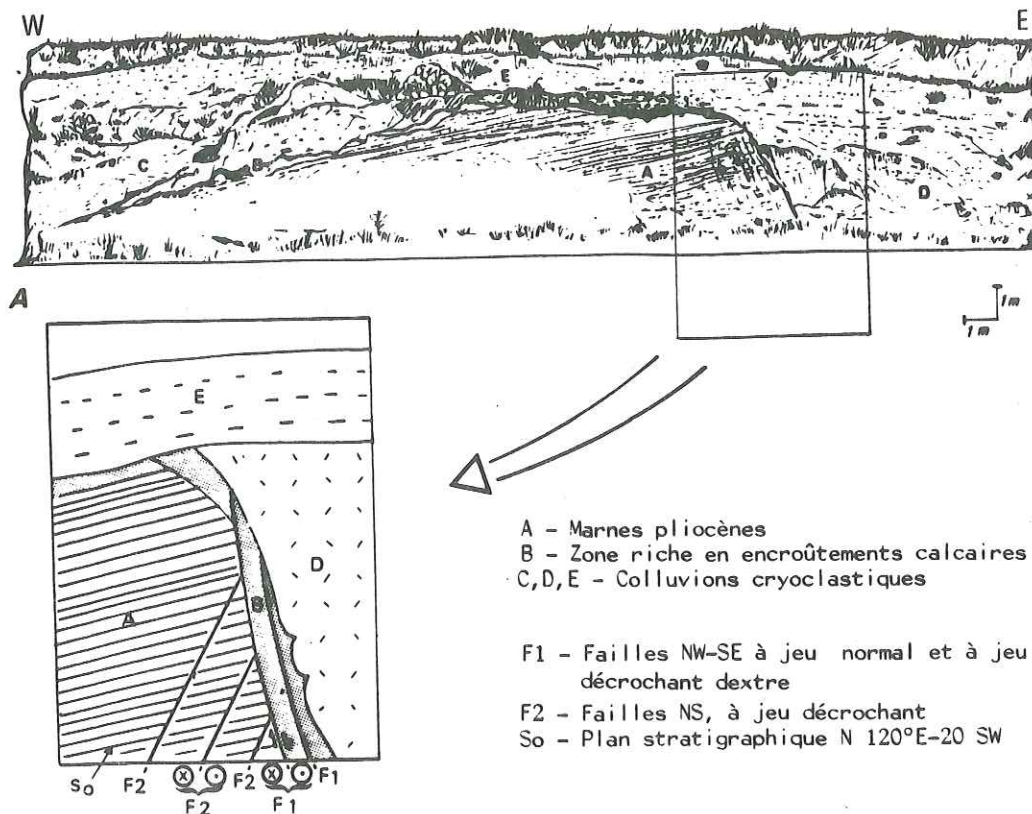 W E
E
C B A D
A
1m
1m
E
D
B
A
So F2 F2 F2 F1 F1
A - Marnes pliocènes
B - Zone riche en encroûtements calcaires
C,D,E - Colluvions cryoclastiques
F1 - Failles NW-SE à jeu normal et à jeu
décrochant dextre
F2 - Failles NS, à jeu décrochant
So - Plan stratigraphique N 120°E-20 SW